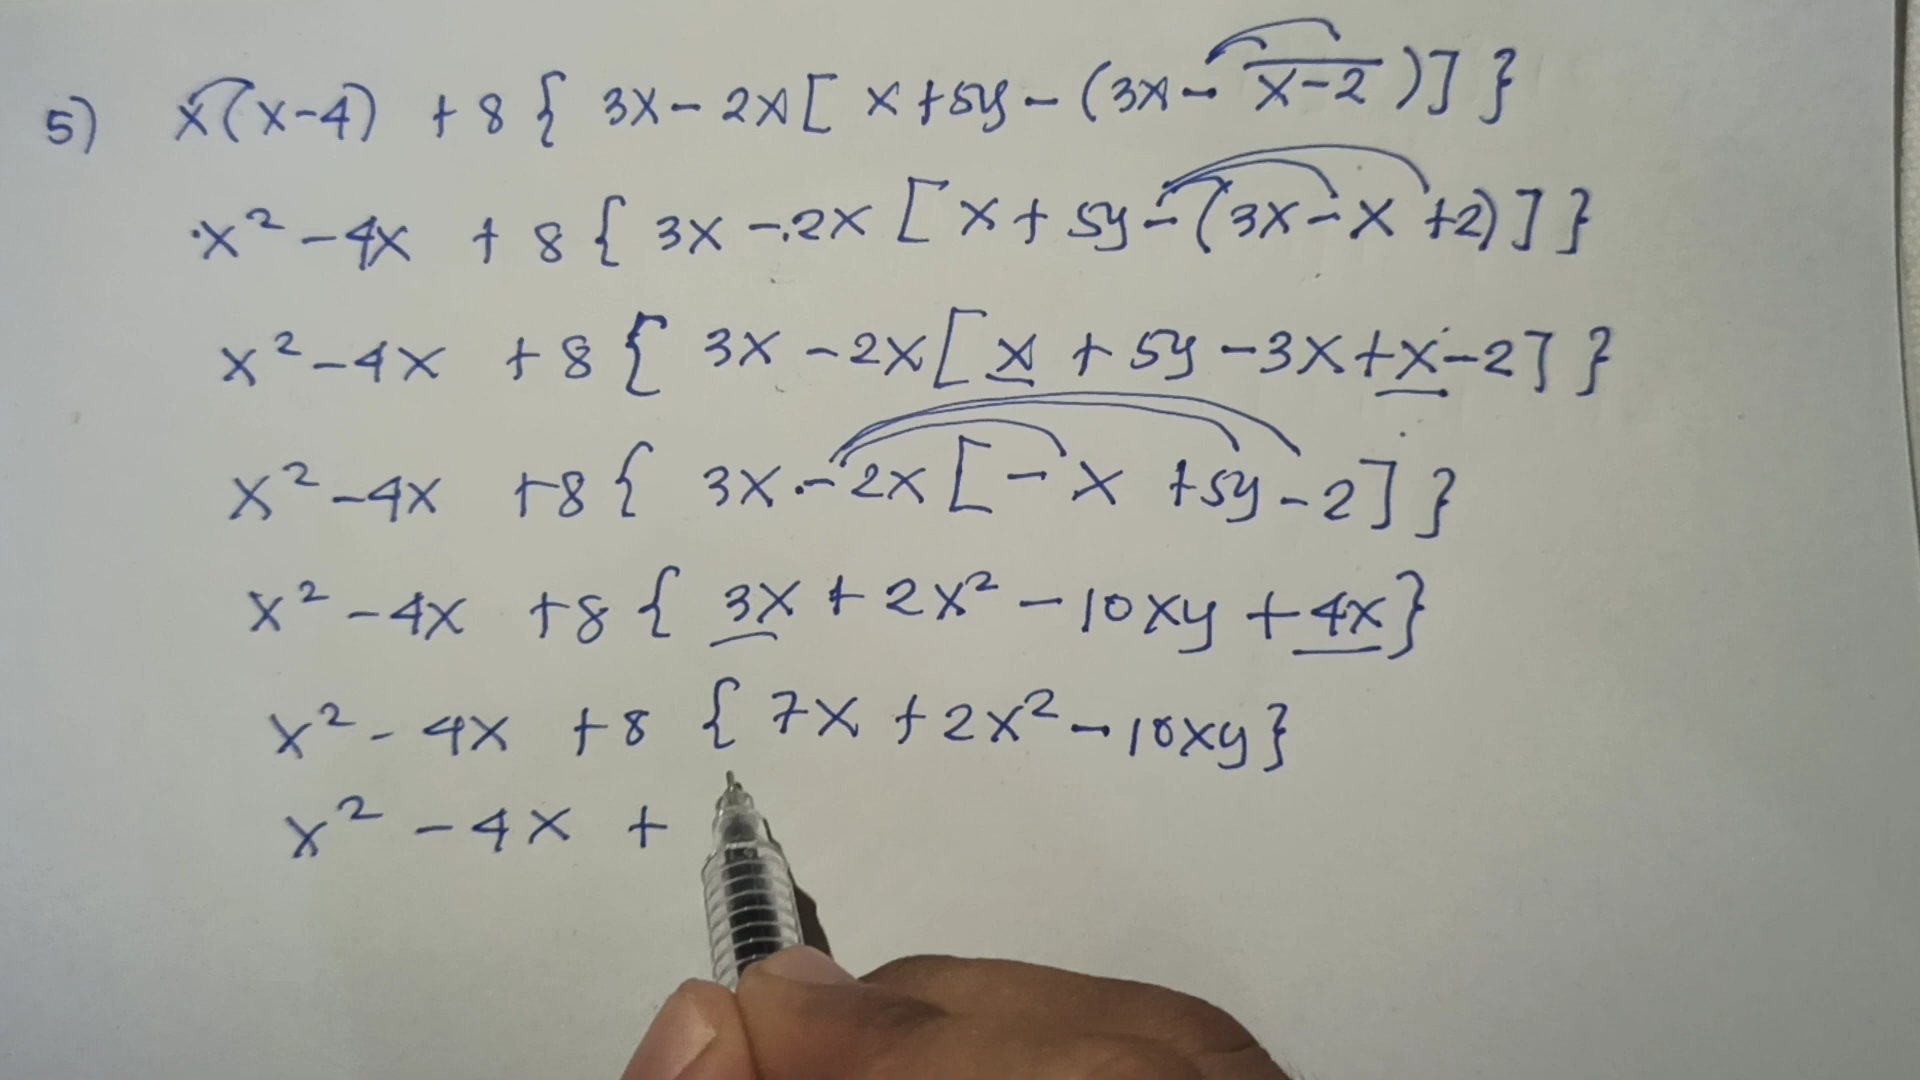 5) x(x-4) + 8{ 3x - 2x[ x + 5y - (3x - x̅-̅2̅)]}
x² - 4x + 8{ 3x - 2x[x + 5y - (3x - x + 2)]}
x² - 4x + 8{ 3x - 2x[x + 5y - 3x + x - 2]}
x² - 4x + 8{ 3x - 2x[-x + 5y - 2]}
x² - 4x + 8{ 3x + 2x² - 10xy + 4x}
x² - 4x + 8{7x + 2x² - 10xy}
x² - 4x +